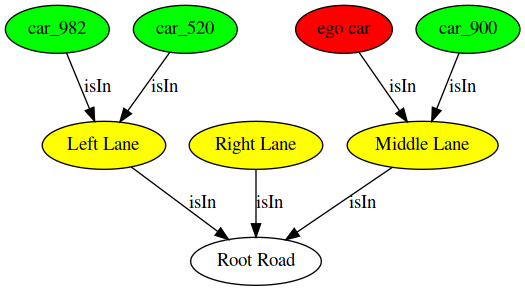 car_982
car_520
ego car
car_900
isIn
isIn
isIn
isIn
Left Lane
Right Lane
Middle Lane
isIn
isIn
isIn
Root Road